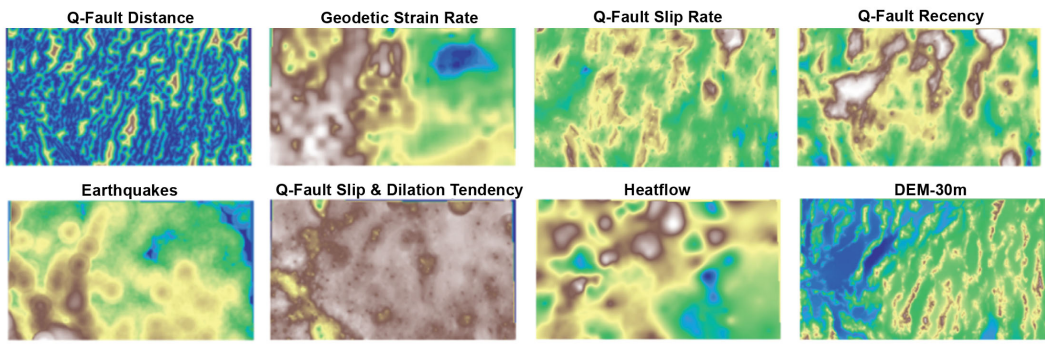 Q-Fault Distance
Geodetic Strain Rate
Q-Fault Slip Rate
Q-Fault Recency
Earthquakes
Q-Fault Slip & Dilation Tendency
Heatflow
DEM-30m